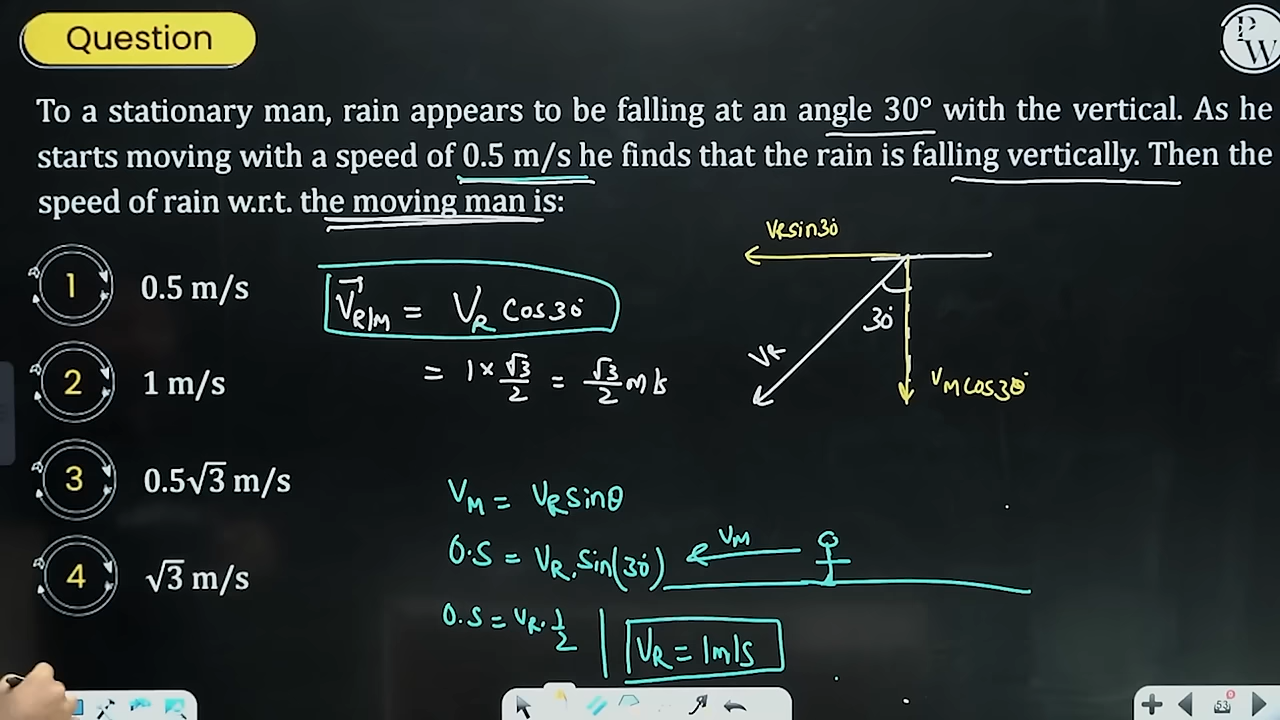 Question
PW
To a stationary man, rain appears to be falling at an angle 30° with the vertical. As he
starts moving with a speed of 0.5 m/s he finds that the rain is falling vertically. Then the
speed of rain w.r.t. the moving man is:
1 0.5 m/s
2 1 m/s
3 0.5√3 m/s
4 √3 m/s
V⃗R/M = VR Cos30°
= 1 × √3/2 = √3/2 m/s
VRsin30°
30°
VR
VMCos30°
VM = VRsinθ
0.5 = VR.sin(30°)
VM
0.5 = VR.1/2
VR = 1m/s
53